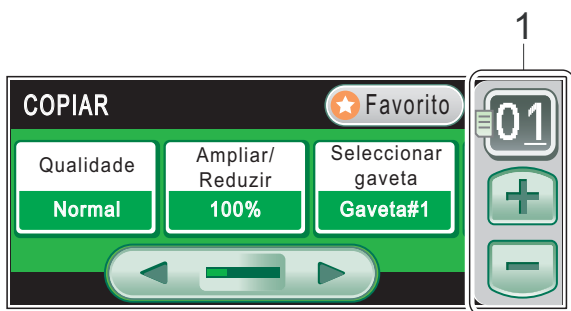 1
COPIAR
Favorito
01
Qualidade
Normal
Ampliar/
Reduzir
100%
Seleccionar
gaveta
Gaveta#1
+
-